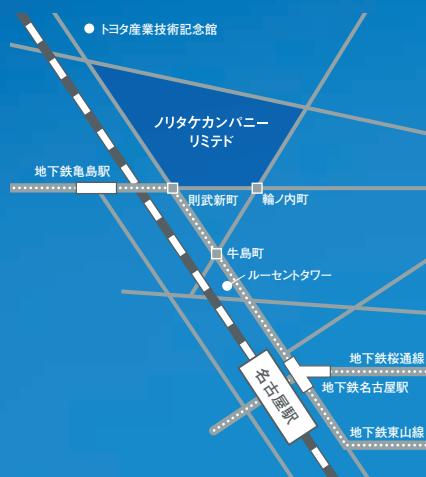 トヨタ産業技術記念館
ノリタケカンパニー
リミテド
地下鉄亀島駅
則武新町
輪ノ内町
牛島町
ルーセントタワー
地下鉄桜通線
名古屋駅
地下鉄名古屋駅
地下鉄東山線